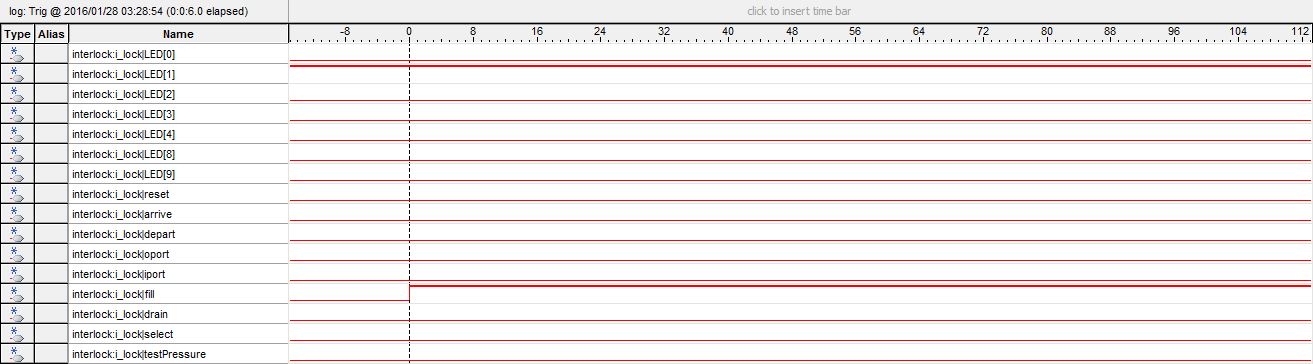 log: Trig @ 2016/01/28 03:28:54 (0:0:6.0 elapsed) click to insert time bar
Type Alias Name -8 0 8 16 24 32 40 48 56 64 72 80 88 96 104 112
interlock:i_lock|LED[0]
interlock:i_lock|LED[1]
interlock:i_lock|LED[2]
interlock:i_lock|LED[3]
interlock:i_lock|LED[4]
interlock:i_lock|LED[8]
interlock:i_lock|LED[9]
interlock:i_lock|reset
interlock:i_lock|arrive
interlock:i_lock|depart
interlock:i_lock|oport
interlock:i_lock|iport
interlock:i_lock|fill
interlock:i_lock|drain
interlock:i_lock|select
interlock:i_lock|testPressure